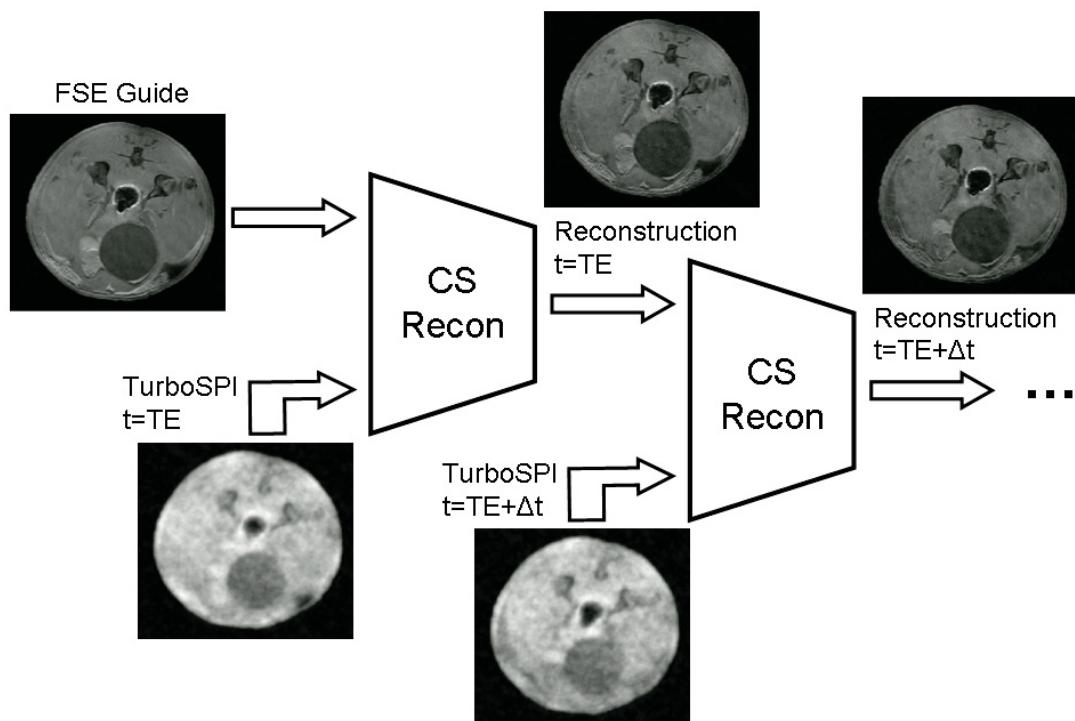 FSE Guide
CS
Recon
Reconstruction
t=TE
TurboSPI
t=TE
CS
Recon
Reconstruction
t=TE+Δt
...
TurboSPI
t=TE+Δt